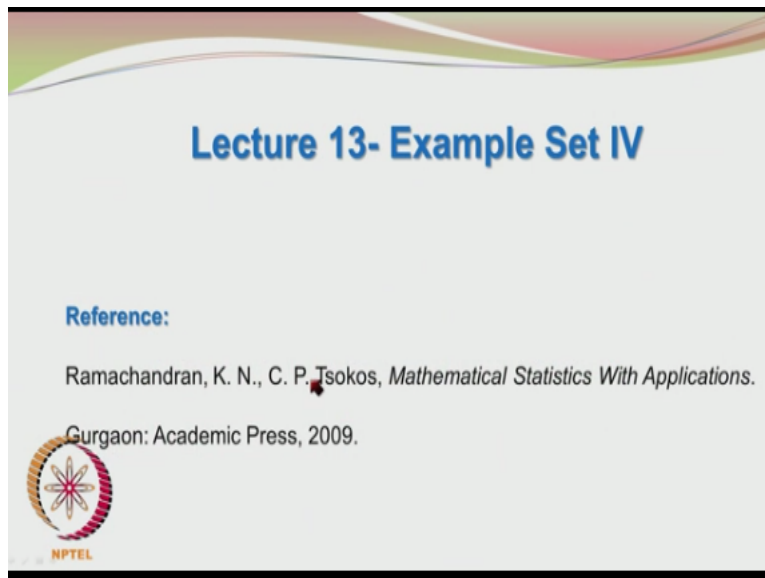 Lecture 13- Example Set IV
Reference:
Ramachandran, K. N., C. P. Tsokos, Mathematical Statistics With Applications.
Gurgaon: Academic Press, 2009.
NPTEL